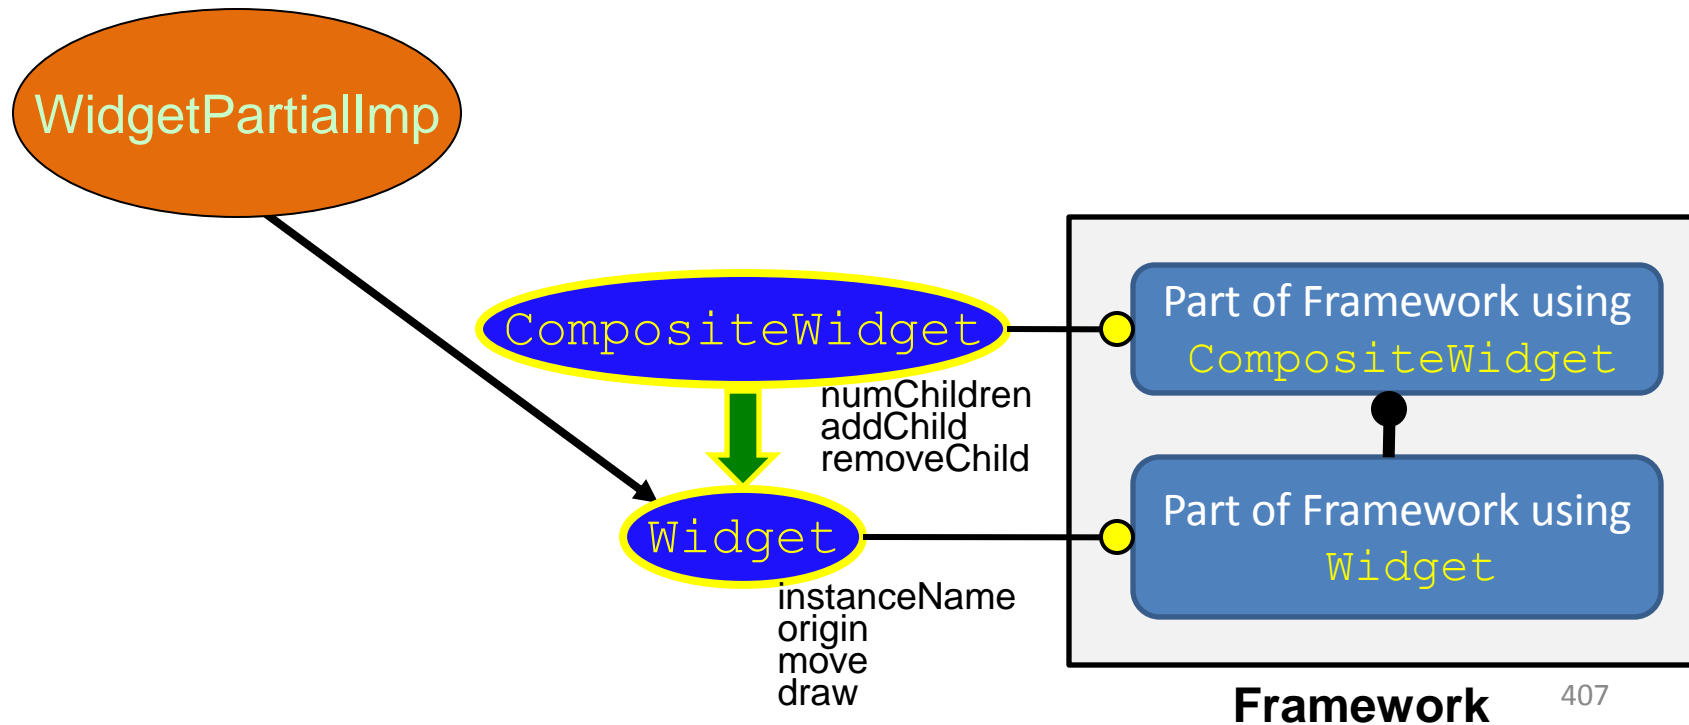 WidgetPartialImp
CompositeWidget
numChildren
addChild
removeChild
Widget
instanceName
origin
move
draw
Part of Framework using
CompositeWidget
Part of Framework using
Widget
Framework
407